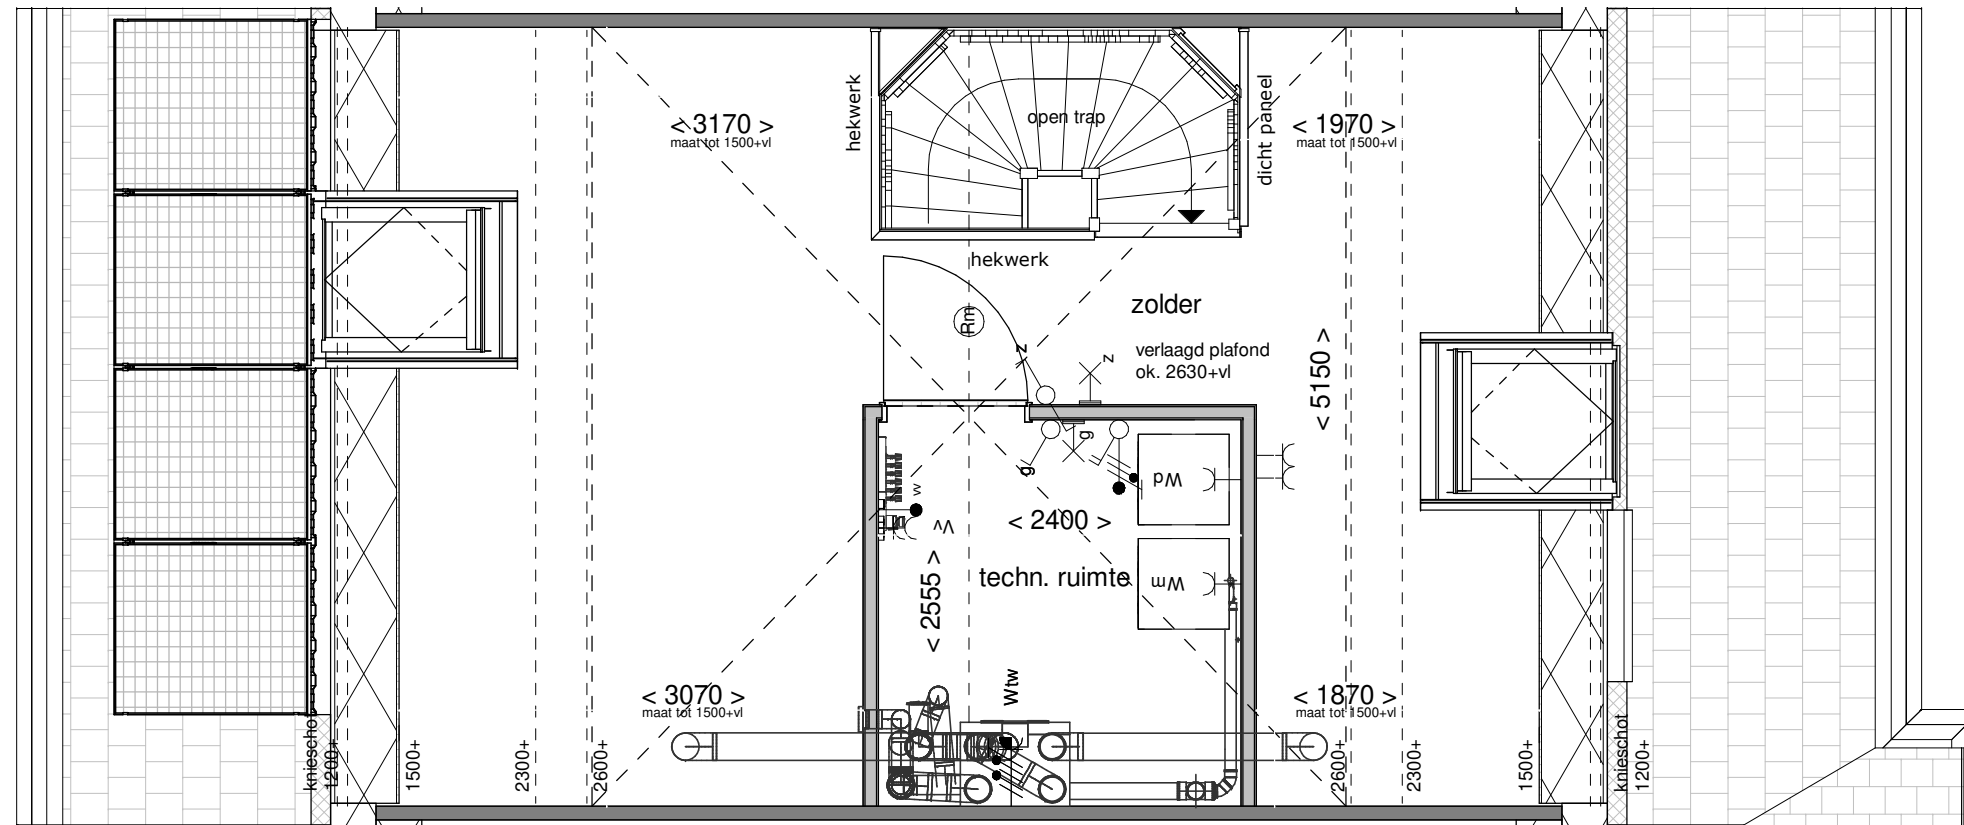 hekwerk
< 3170 >
maat tot 1500+vl
open trap
dicht paneel
< 1970 >
maat tot 1500+vl
hekwerk
zolder
Rm
z
z
verlaagd plafond
ok. 2630+vl
< 5150 >
g
g
w
Vv
Wd
< 2400 >
< 2555 >
techn. ruimte
Wm
Wtw
< 3070 >
maat tot 1500+vl
< 1870 >
maat tot 1500+vl
knieschot
1200+
1500+
2300+
2600+
2600+
2300+
1500+
knieschot
1200+